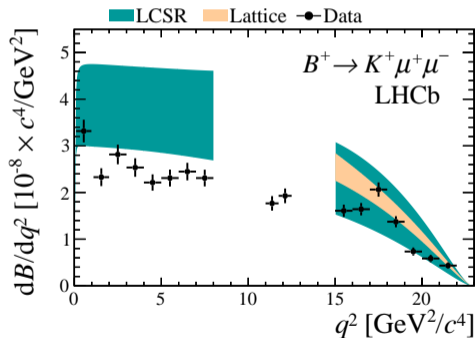 LCSR Lattice Data
B⁺→ K⁺μ⁺μ⁻
LHCb
dB/dq² [10⁻⁸ × c⁴/GeV²]
5
4
3
2
1
0
0 5 10 15 20
q² [GeV²/c⁴]